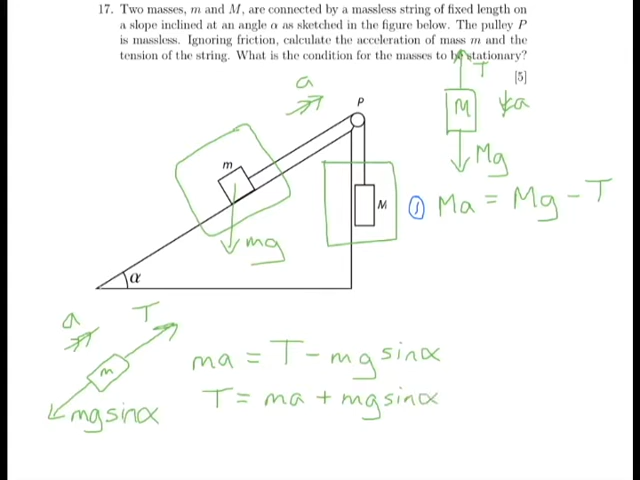 17. Two masses, m and M, are connected by a massless string of fixed length on
a slope inclined at an angle α as sketched in the figure below. The pulley P
is massless. Ignoring friction, calculate the acceleration of mass m and the
tension of the string. What is the condition for the masses to be stationary?
[5]
T
M
a
Mg
a
P
m
M
mg
α
① Ma = Mg - T
a
T
m
mg sinα
ma = T - mg sinα
T = ma + mg sinα